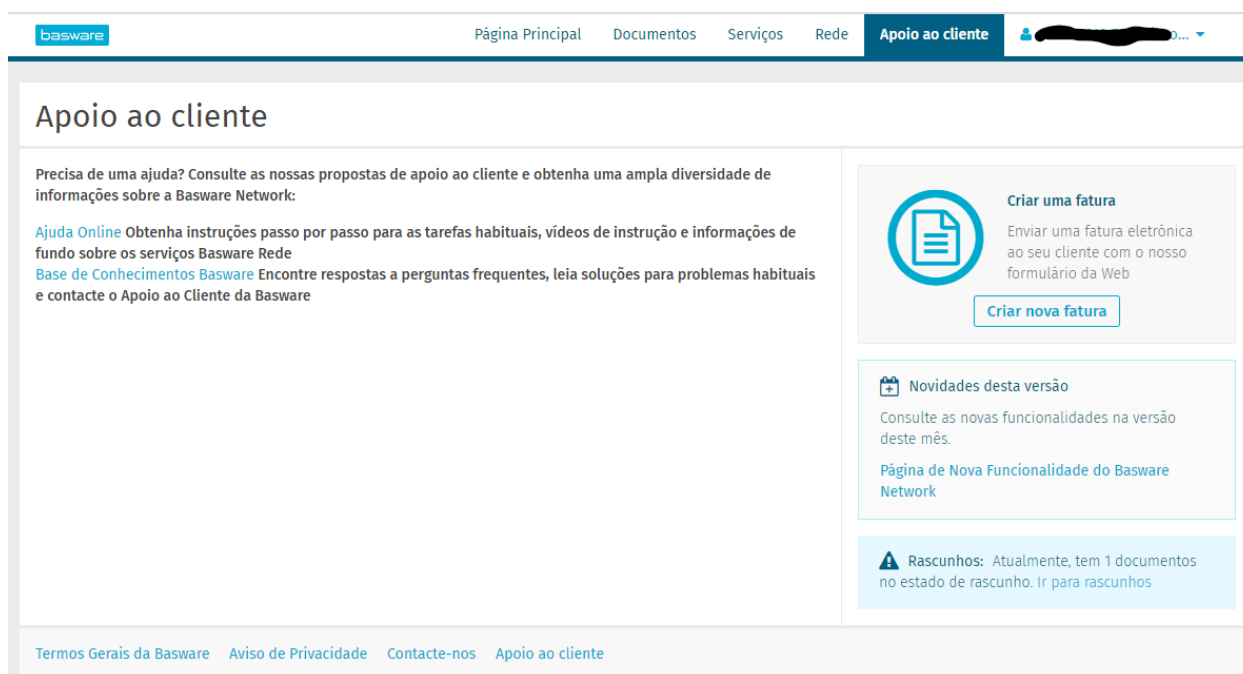 basware
Página Principal Documentos Serviços Rede Apoio ao cliente o...
Apoio ao cliente
Precisa de uma ajuda? Consulte as nossas propostas de apoio ao cliente e obtenha uma ampla diversidade de
informações sobre a Basware Network:
Ajuda Online Obtenha instruções passo por passo para as tarefas habituais, vídeos de instrução e informações de
fundo sobre os serviços Basware Rede
Base de Conhecimentos Basware Encontre respostas a perguntas frequentes, leia soluções para problemas habituais
e contacte o Apoio ao Cliente da Basware
Criar uma fatura
Enviar uma fatura eletrónica
ao seu cliente com o nosso
formulário da Web
Criar nova fatura
Novidades desta versão
Consulte as novas funcionalidades na versão
deste mês.
Página de Nova Funcionalidade do Basware
Network
Rascunhos: Atualmente, tem 1 documentos
no estado de rascunho. Ir para rascunhos
Termos Gerais da Basware Aviso de Privacidade Contacte-nos Apoio ao cliente